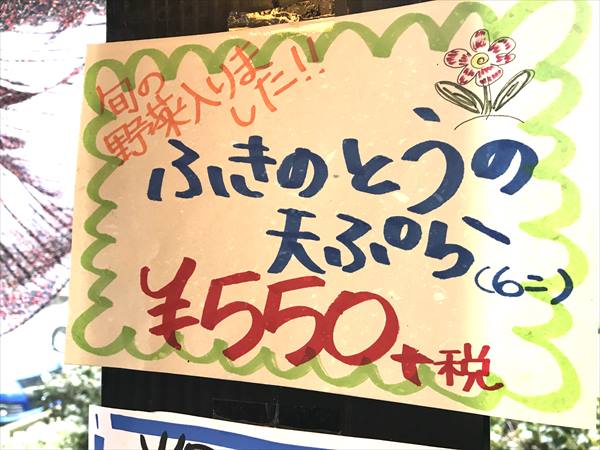 旬の
野菜入りま
した!!
ふきのとうの
天ぷら(6コ)
¥550+税